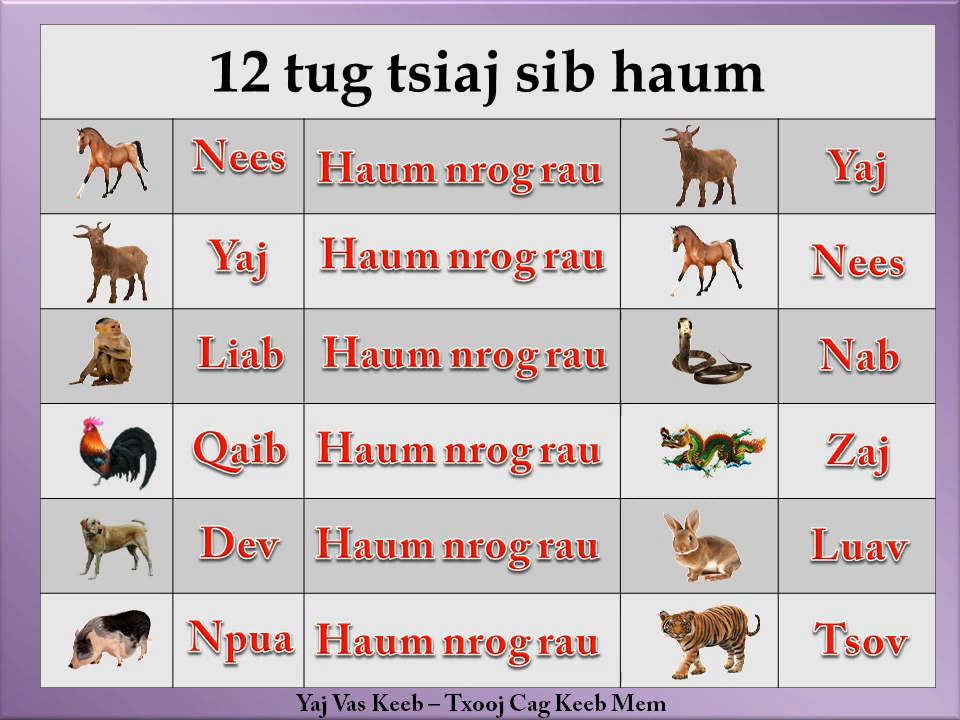 12 tug tsiaj sib haum
Nees Haum nrog rau Yaj
Yaj Haum nrog rau Nees
Liab Haum nrog rau Nab
Qaib Haum nrog rau Zaj
Dev Haum nrog rau Luav
Npua Haum nrog rau Tsov
Yaj Vas Keeb – Txooj Cag Keeb Mem